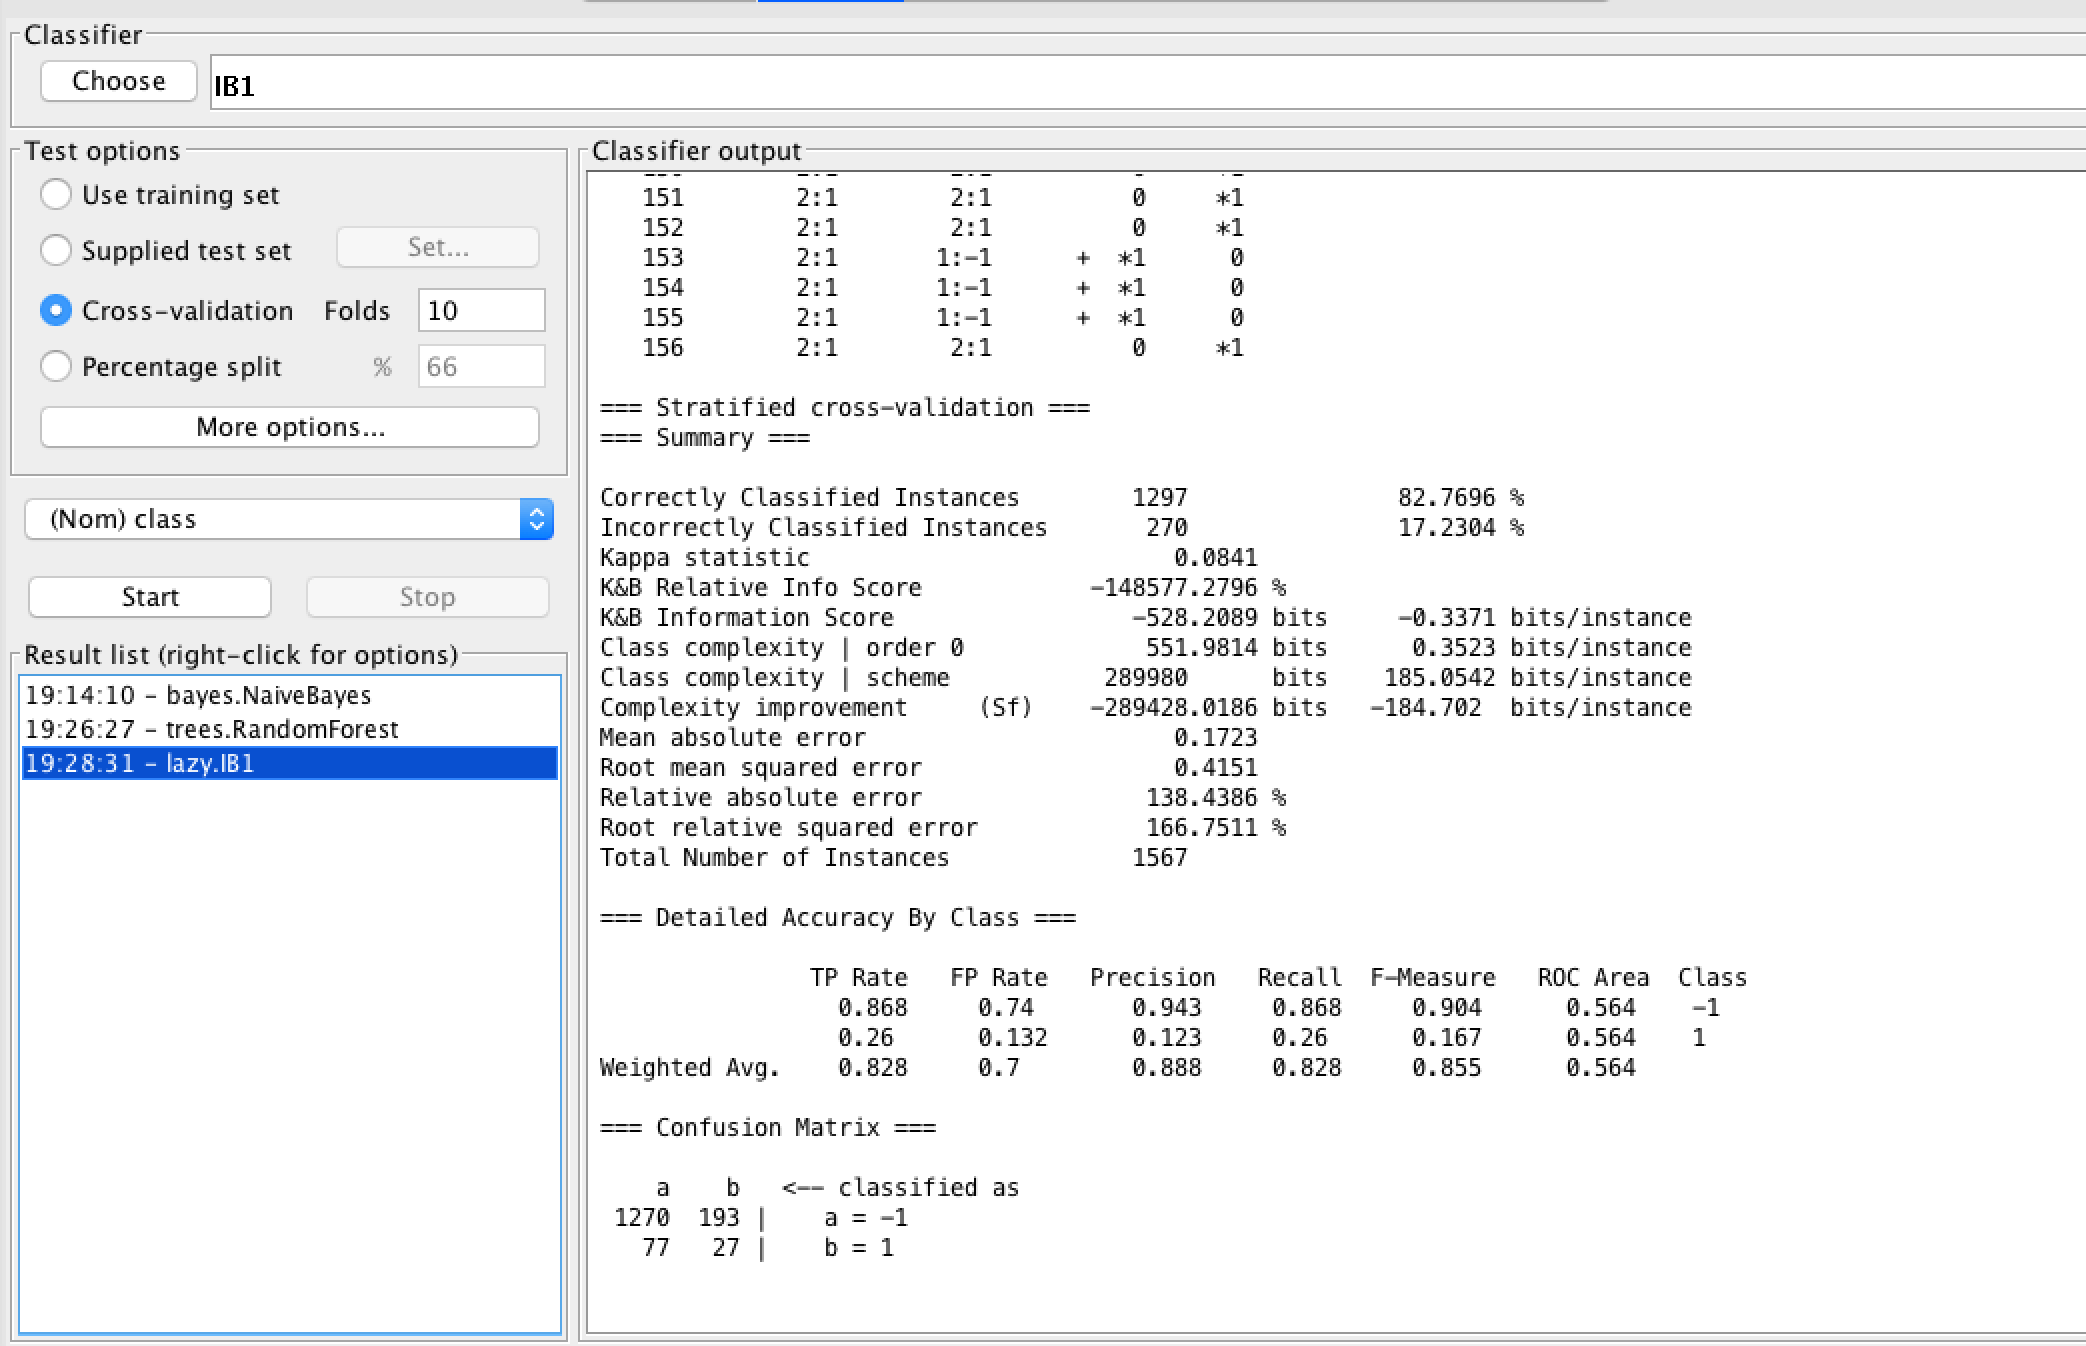 Classifier
Choose
IB1
Test options
Use training set
Supplied test set Set...
Cross-validation Folds 10
Percentage split % 66
More options...
(Nom) class
Start Stop
Result list (right-click for options)
19:14:10 - bayes.NaiveBayes
19:26:27 - trees.RandomForest
19:28:31 - lazy.IB1
Classifier output
151 2:1 2:1 0 *1
152 2:1 2:1 0 *1
153 2:1 1:-1 + *1 0
154 2:1 1:-1 + *1 0
155 2:1 1:-1 + *1 0
156 2:1 2:1 0 *1
=== Stratified cross-validation ===
=== Summary ===
Correctly Classified Instances 1297 82.7696 %
Incorrectly Classified Instances 270 17.2304 %
Kappa statistic 0.0841
K&B Relative Info Score -148577.2796 %
K&B Information Score -528.2089 bits -0.3371 bits/instance
Class complexity | order 0 551.9814 bits 0.3523 bits/instance
Class complexity | scheme 289980 bits 185.0542 bits/instance
Complexity improvement (Sf) -289428.0186 bits -184.702 bits/instance
Mean absolute error 0.1723
Root mean squared error 0.4151
Relative absolute error 138.4386 %
Root relative squared error 166.7511 %
Total Number of Instances 1567
=== Detailed Accuracy By Class ===
TP Rate FP Rate Precision Recall F-Measure ROC Area Class
0.868 0.74 0.943 0.868 0.904 0.564 -1
0.26 0.132 0.123 0.26 0.167 0.564 1
Weighted Avg. 0.828 0.7 0.888 0.828 0.855 0.564
=== Confusion Matrix ===
a b <-- classified as
1270 193 | a = -1
77 27 | b = 1